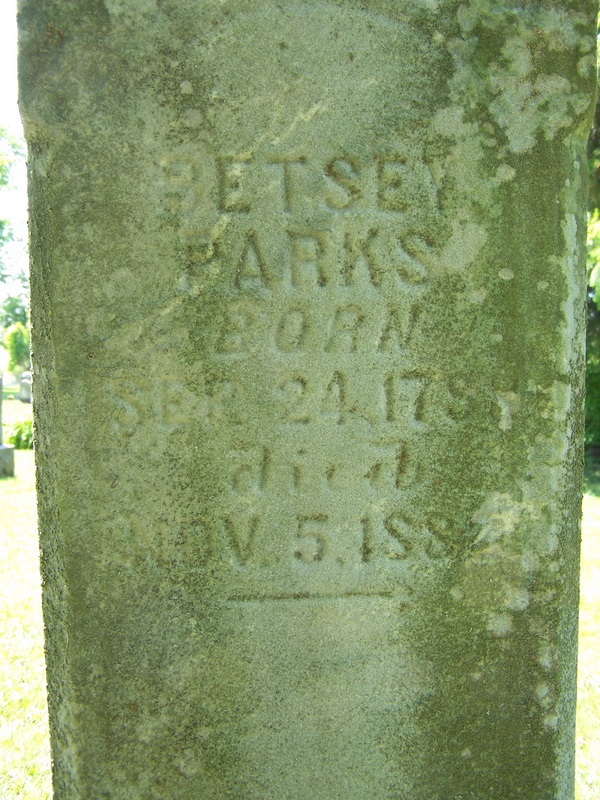 BETSEY
PARKS
BORN
SEP. 24, 
died
NOV. 5,